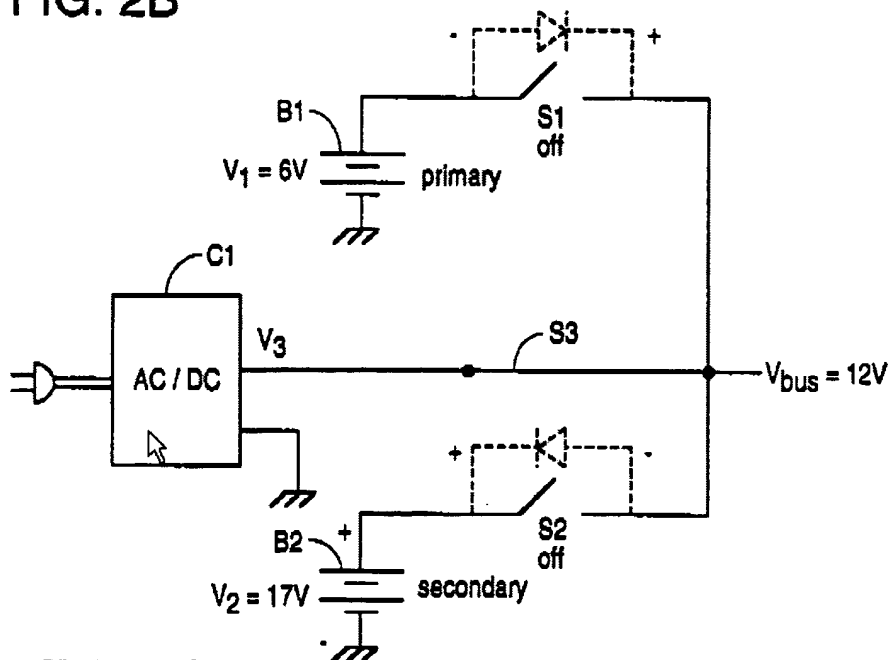 FIG. 2B
- +
B1
S1
off
V1 = 6V primary
C1
V3
S3
AC / DC
Vbus = 12V
+ -
S2
off
+
B2
V2 = 17V secondary
-